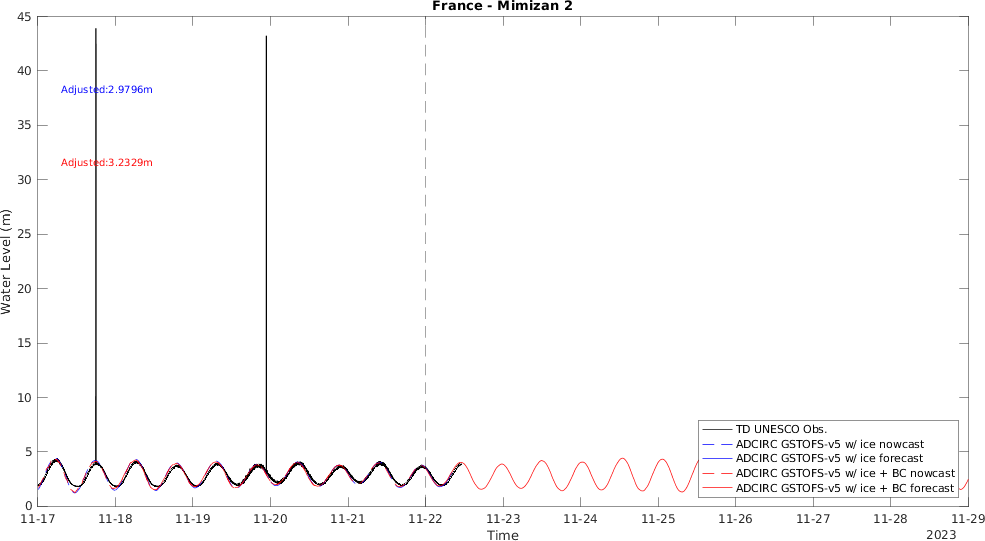 France - Mimizan 2
45
40
35
30
25
20
15
10
5
0
Water Level (m)
Adjusted:2.9796m
Adjusted:3.2329m
TD UNESCO Obs.
ADCIRC GSTOFS-v5 w/ ice nowcast
ADCIRC GSTOFS-v5 w/ ice forecast
ADCIRC GSTOFS-v5 w/ ice + BC nowcast
ADCIRC GSTOFS-v5 w/ ice + BC forecast
11-17 11-18 11-19 11-20 11-21 11-22 11-23 11-24 11-25 11-26 11-27 11-28 11-29
Time
2023